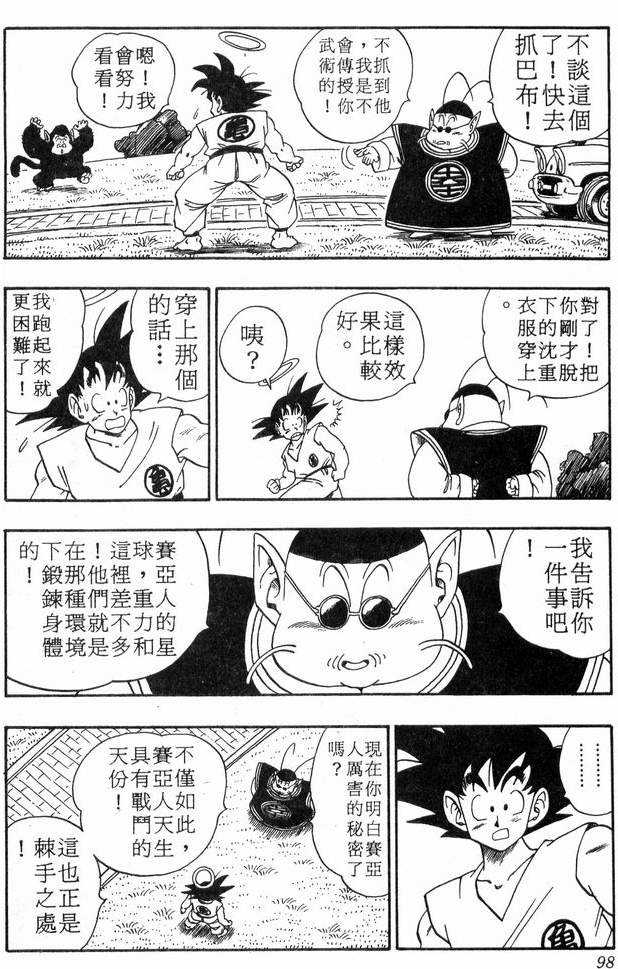 不談這個
了！快去
抓巴布！
不抓到他
，我是不
會傳授你
武術的！
嗯！我
會努力
看看！
龜
對了！把
你剛才脫
下的沈重
衣服穿上
。
這樣效
果比較
好。
咦？
龜
穿上那個
的話…
我跑起來就
更困難了！
龜
我告訴你
一件事吧
！
賽亞人的星
球，重力和
這裡差不多
！他們就是
在那種環境
下鍛鍊身體
的！
………
龜
現在你明白賽亞
人厲害的秘密了
嗎？
不僅如此，
賽亞人天生
具有戰鬥的
天份！
龜
這也正是
棘手之處
！
98